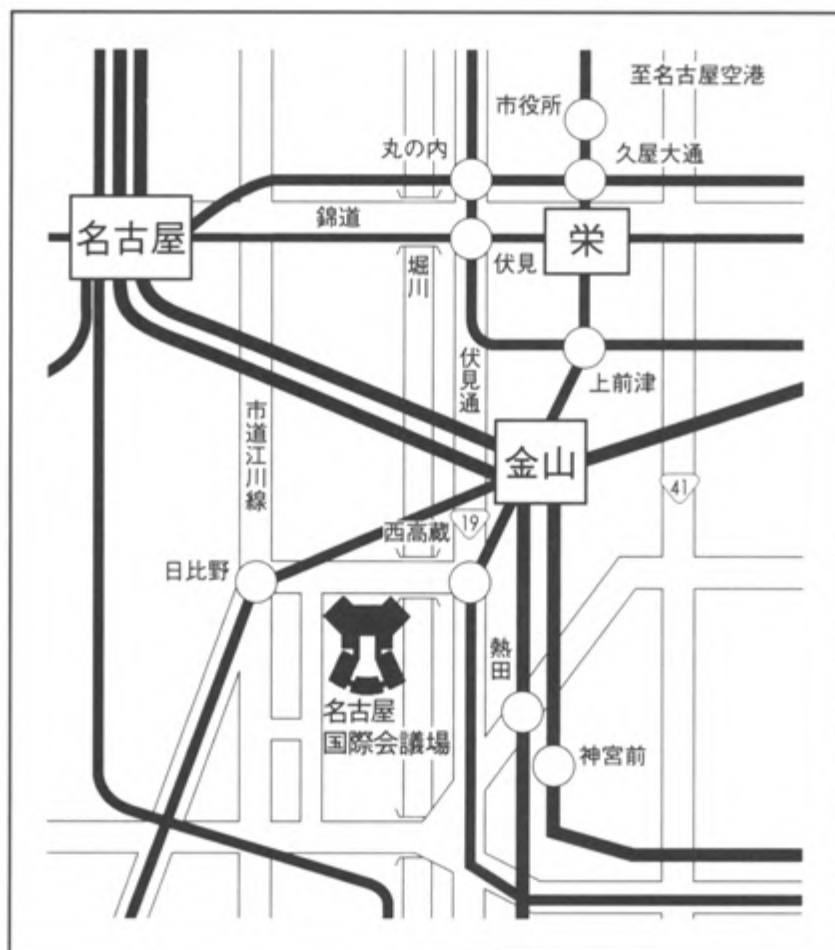 至名古屋空港
市役所
丸の内
久屋大通
名古屋
錦道
伏見
栄
堀川
伏見通
上前津
市道江川線
金山
41
19
西高蔵
日比野
熱田
名古屋
国際会議場
神宮前